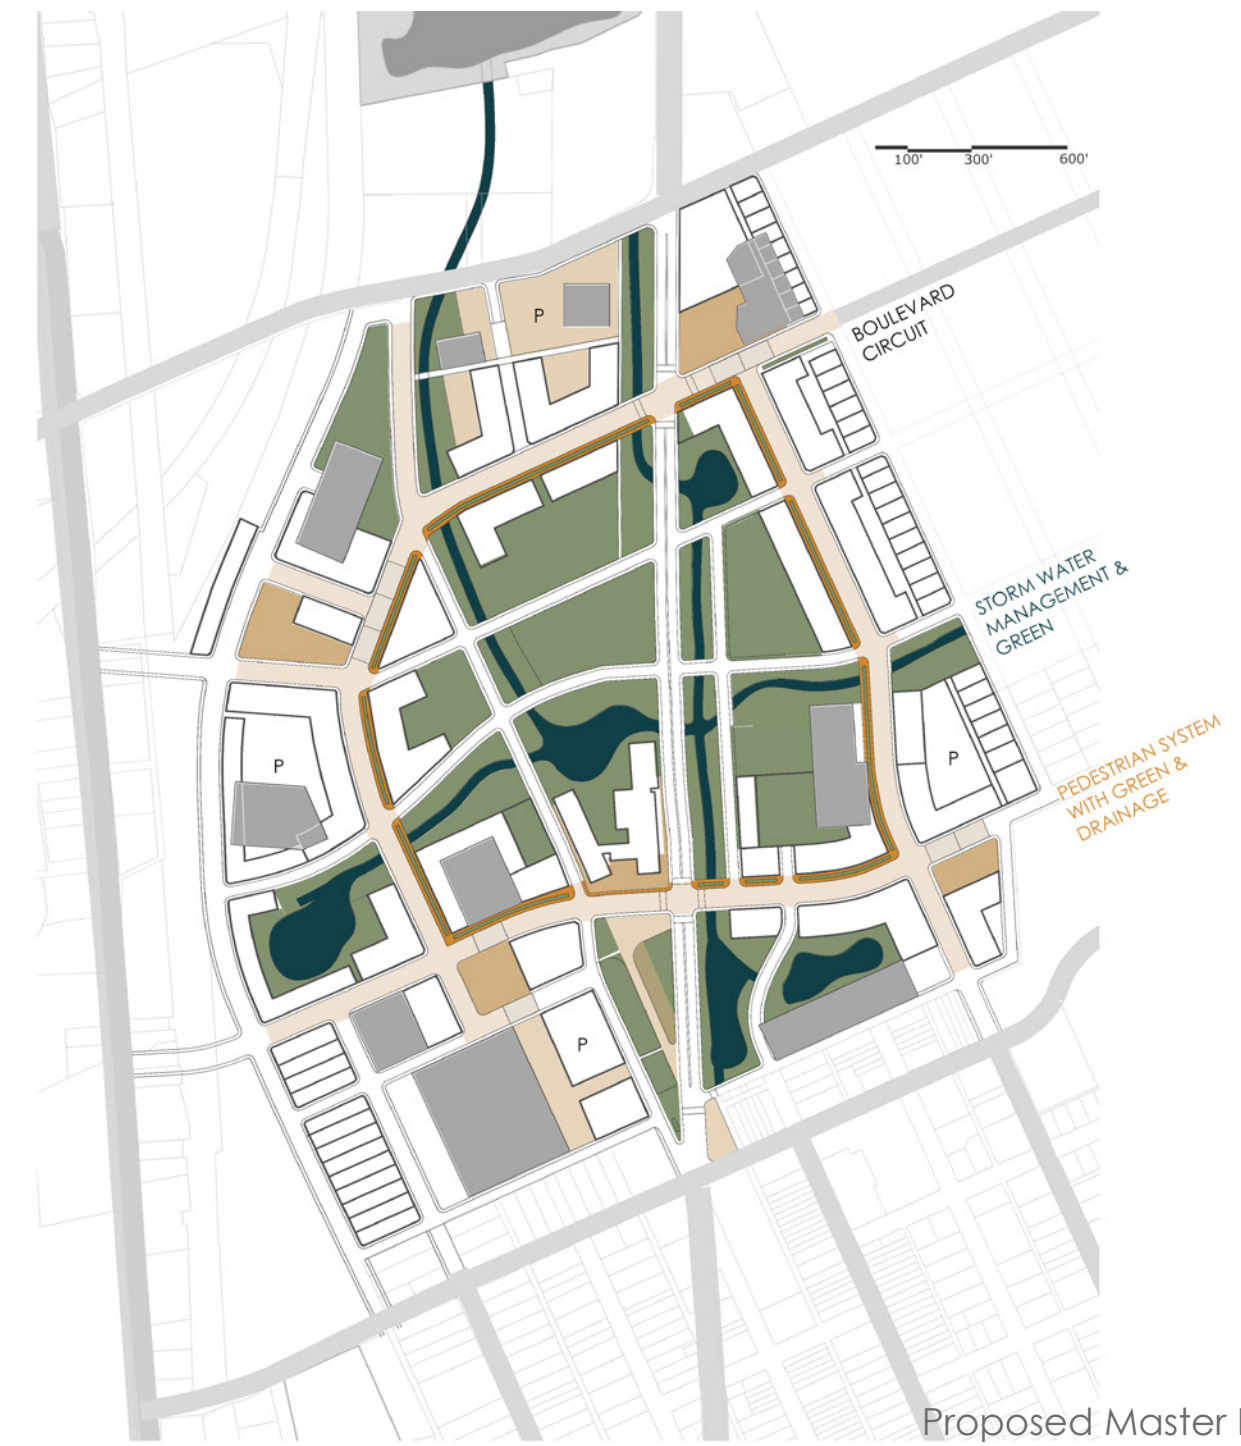 100' 300' 600'
BOULEVARD
CIRCUIT
P
STORM WATER
MANAGEMENT &
GREEN
PEDESTRIAN SYSTEM
WITH GREEN &
DRAINAGE
P
P
P
Proposed Master